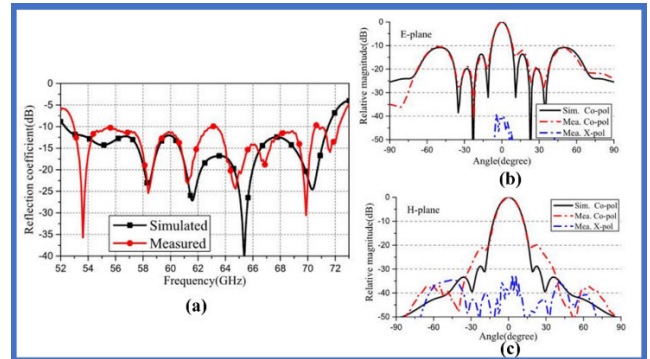 0
-5
-10
-15
-20
-25
-30
-35
-40
Reflection coefficient(dB)
Simulated
Measured
52 54 56 58 60 62 64 66 68 70 72
Frequency(GHz)
(a)
E-plane
0
-10
-20
-30
-40
-50
Relative magnitude(dB)
Sim. Co-pol
Mea. Co-pol
Mea. X-pol
-90 -60 -30 0 30 60 90
Angle(degree)
(b)
H-plane
0
-10
-20
-30
-40
-50
Relative magnitude(dB)
Sim. Co-pol
Mea. Co-pol
Mea. X-pol
-90 -60 -30 0 30 60 90
Angle(degree)
(c)